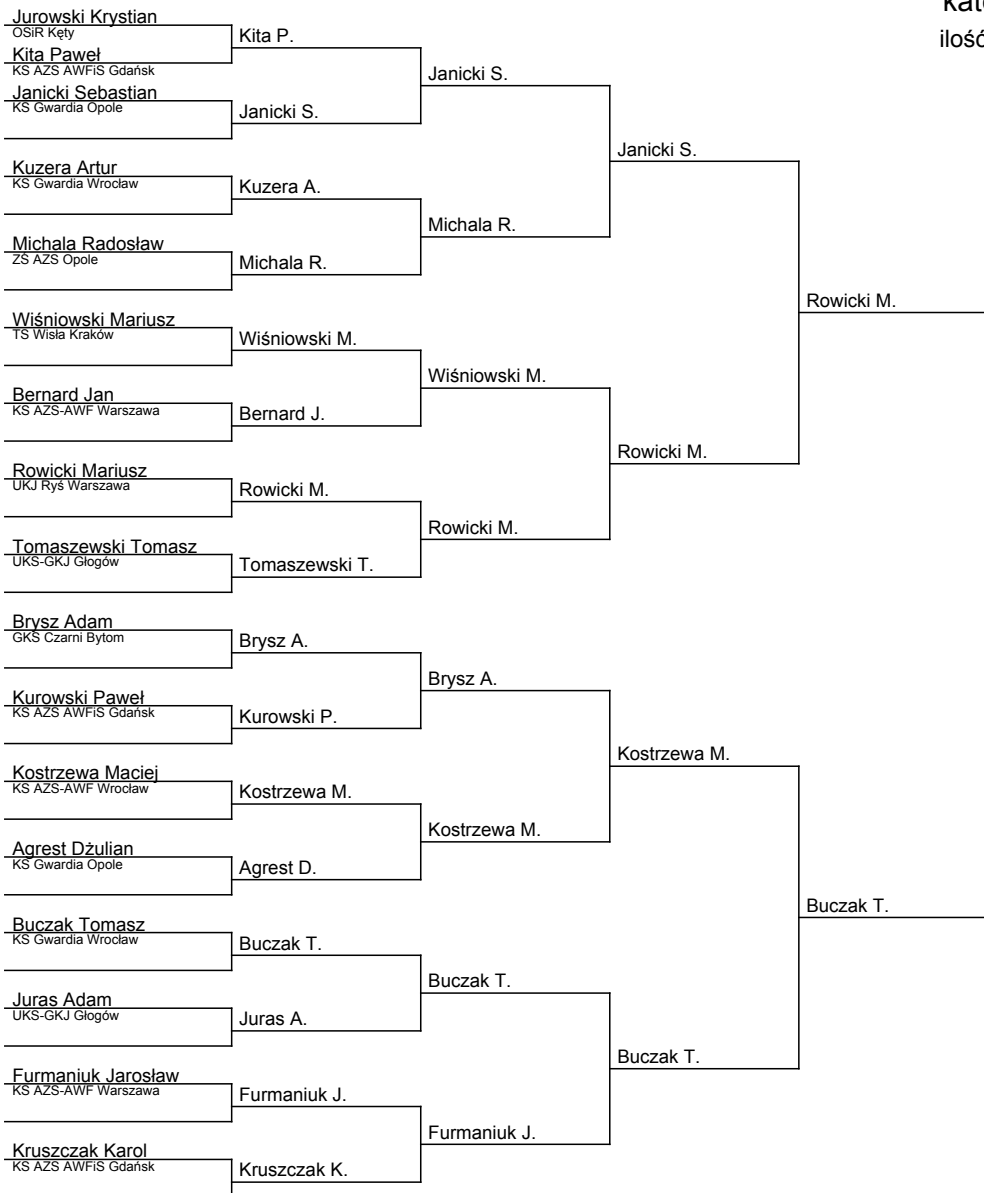 Jurowski Krystian
OSiR Kęty
Kita Paweł
KS AZS AWFiS Gdańsk
Janicki Sebastian
KS Gwardia Opole
Kuzera Artur
KS Gwardia Wrocław
Michala Radosław
ZS AZS Opole
Wiśniowski Mariusz
TS Wisła Kraków
Bernard Jan
KS AZS-AWF Warszawa
Rowicki Mariusz
UKJ Ryś Warszawa
Tomaszewski Tomasz
UKS-GKJ Głogów
Brysz Adam
GKS Czarni Bytom
Kurowski Paweł
KS AZS AWFiS Gdańsk
Kostrzewa Maciej
KS AZS-AWF Wrocław
Agrest Dżulian
KS Gwardia Opole
Buczak Tomasz
KS Gwardia Wrocław
Juras Adam
UKS-GKJ Głogów
Furmaniuk Jarosław
KS AZS-AWF Warszawa
Kruszczak Karol
KS AZS AWFiS Gdańsk
Kita P.
Janicki S.
Kuzera A.
Michala R.
Wiśniowski M.
Bernard J.
Rowicki M.
Tomaszewski T.
Brysz A.
Kurowski P.
Kostrzewa M.
Agrest D.
Buczak T.
Juras A.
Furmaniuk J.
Kruszczak K.
Janicki S.
Michala R.
Wiśniowski M.
Rowicki M.
Brysz A.
Kostrzewa M.
Buczak T.
Furmaniuk J.
Janicki S.
Rowicki M.
Kostrzewa M.
Buczak T.
Rowicki M.
Buczak T.
ilość